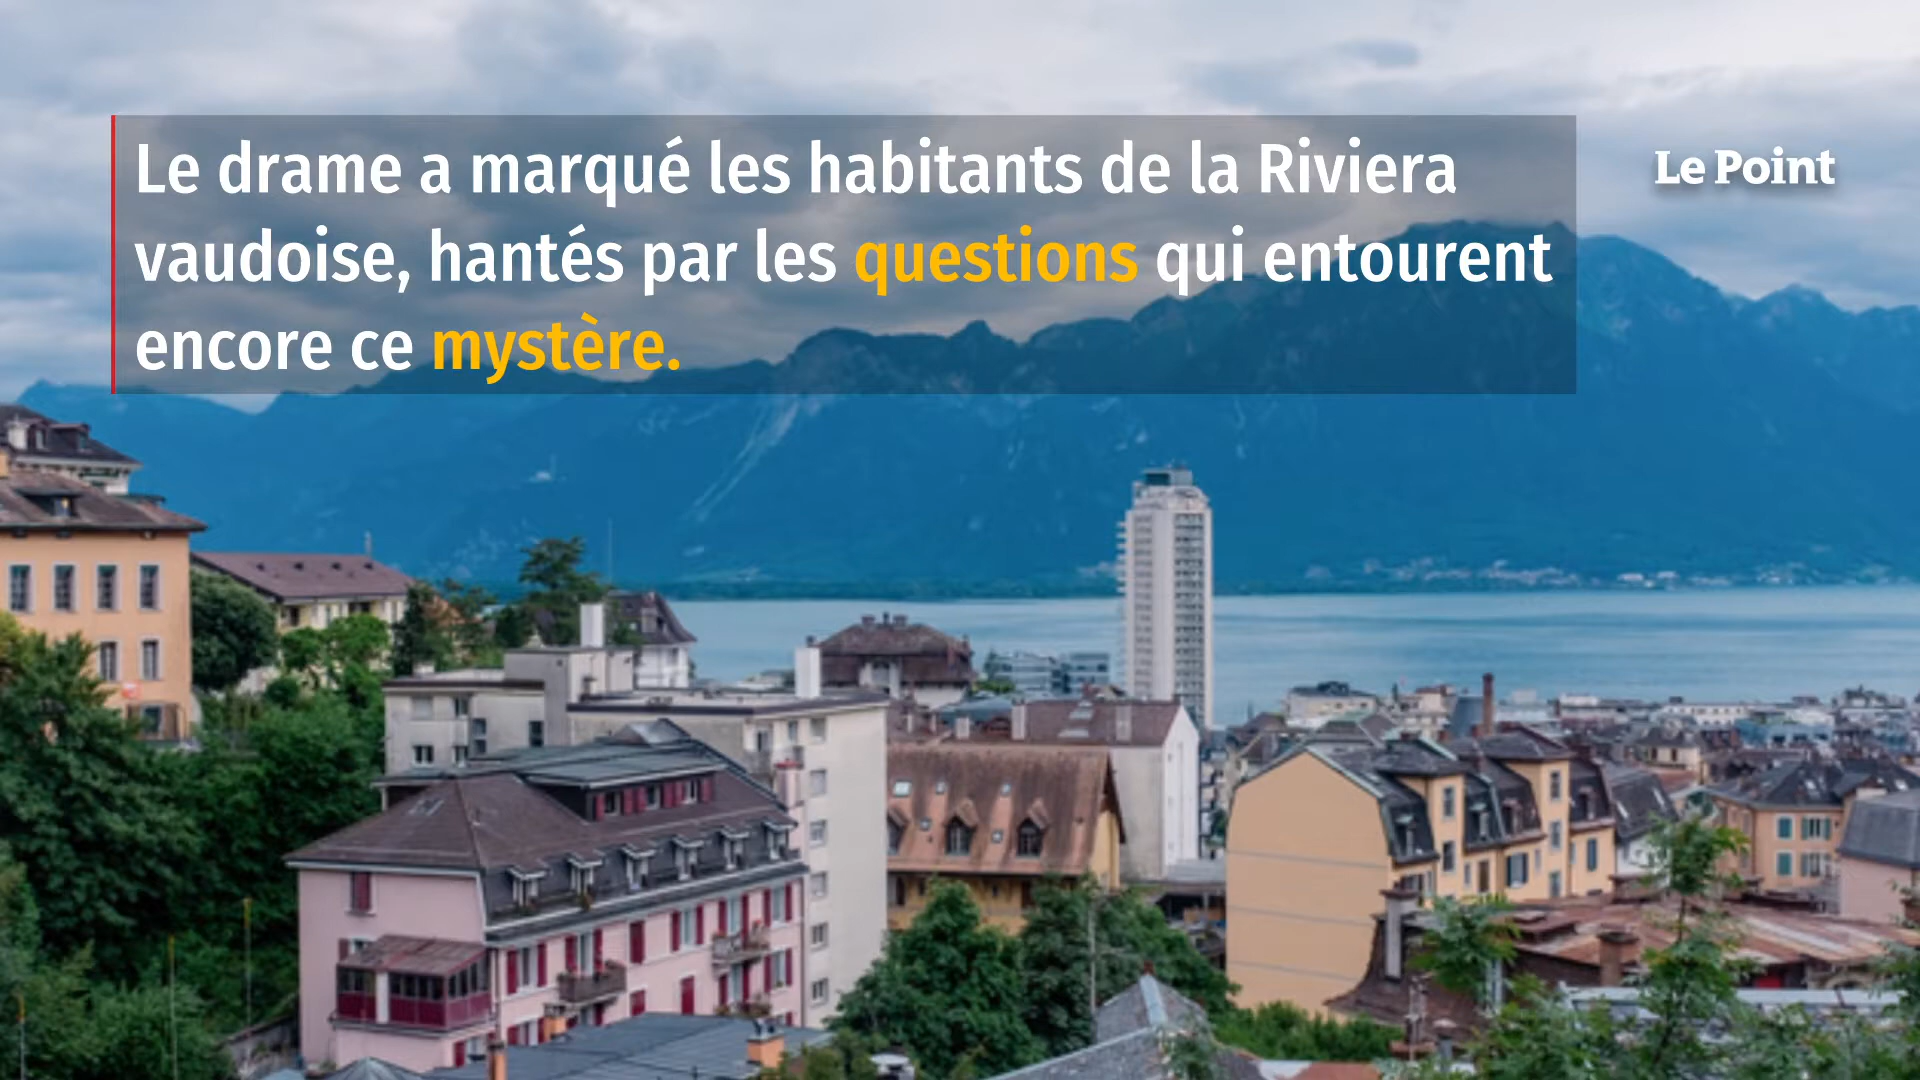 Le drame a marqué les habitants de la Riviera
vaudoise, hantés par les questions qui entourent
encore ce mystère.
Le Point